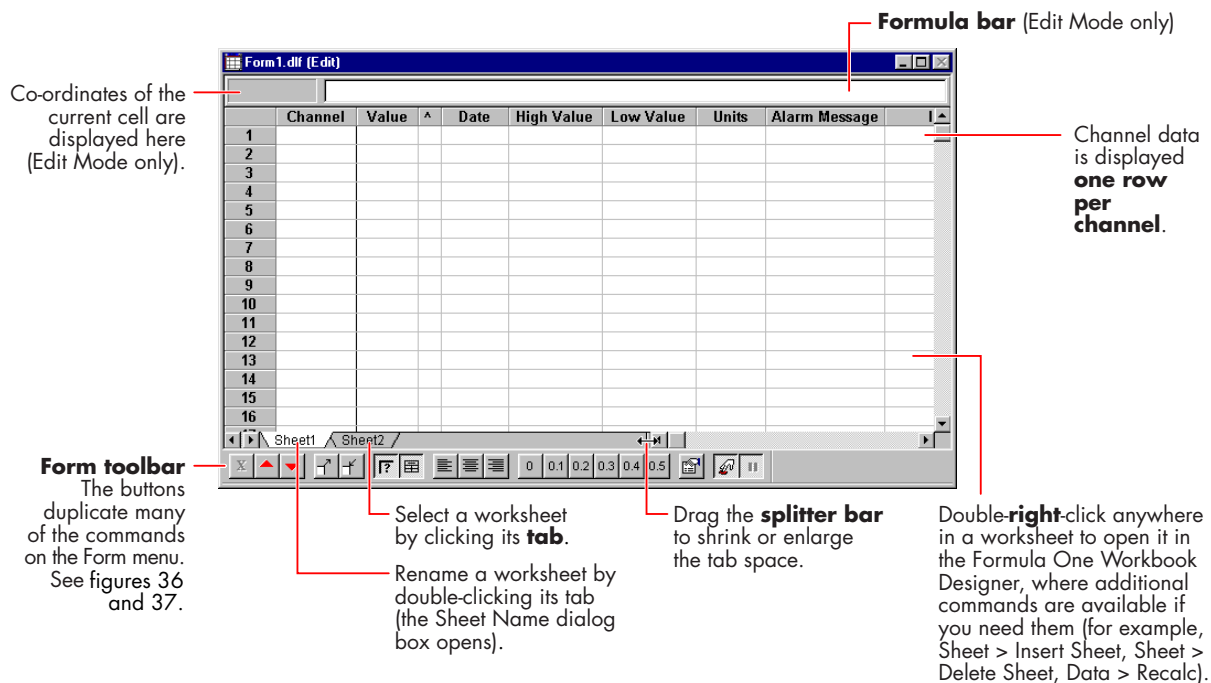 Formula bar (Edit Mode only)
Form1.dlf (Edit)
Co-ordinates of the
current cell are
displayed here
(Edit Mode only).
Channel Value ^ Date High Value Low Value Units Alarm Message
1
2
3
4
5
6
7
8
9
10
11
12
13
14
15
16
17
Channel data
is displayed
one row
per
channel.
Sheet1 Sheet2
X ? 0 0.1 0.2 0.3 0.4 0.5
Form toolbar
The buttons
duplicate many
of the commands
on the Form menu.
See figures 36
and 37.
Select a worksheet
by clicking its tab.
Rename a worksheet by
double-clicking its tab
(the Sheet Name dialog
box opens).
Drag the splitter bar
to shrink or enlarge
the tab space.
Double-right-click anywhere
in a worksheet to open it in
the Formula One Workbook
Designer, where additional
commands are available if
you need them (for example,
Sheet > Insert Sheet, Sheet >
Delete Sheet, Data > Recalc).